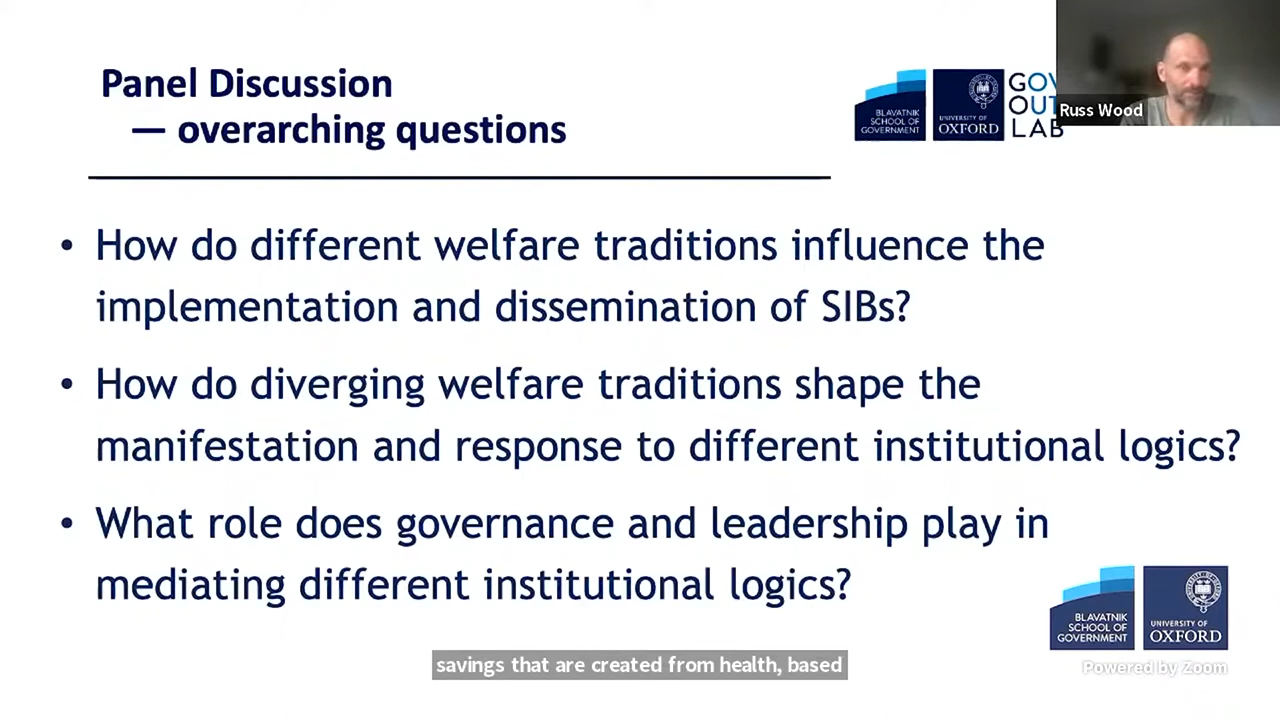 Panel Discussion
— overarching questions
BLAVATNIK
SCHOOL OF
GOVERNMENT
UNIVERSITY OF
OXFORD
LAB
Russ Wood
• How do different welfare traditions influence the
implementation and dissemination of SIBs?
• How do diverging welfare traditions shape the
manifestation and response to different institutional logics?
• What role does governance and leadership play in
mediating different institutional logics?
BLAVATNIK
SCHOOL OF
GOVERNMENT
UNIVERSITY OF
OXFORD
savings that are created from health, based
Powered by Zoom